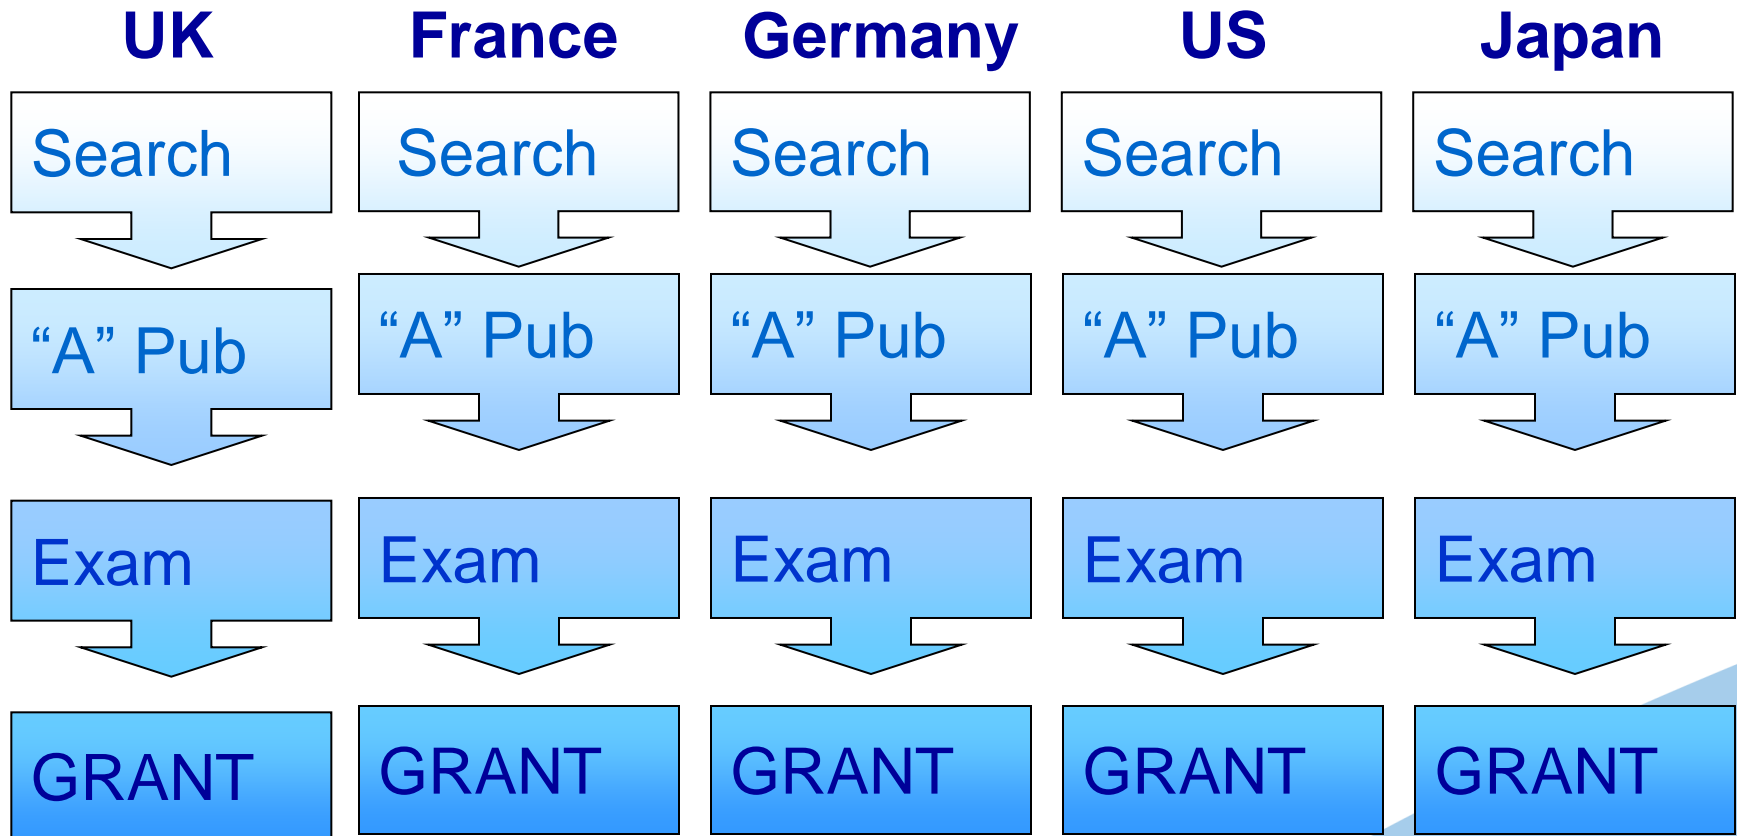 UK France Germany US Japan
Search Search Search Search Search
“A” Pub “A” Pub “A” Pub “A” Pub “A” Pub
Exam Exam Exam Exam Exam
GRANT GRANT GRANT GRANT GRANT